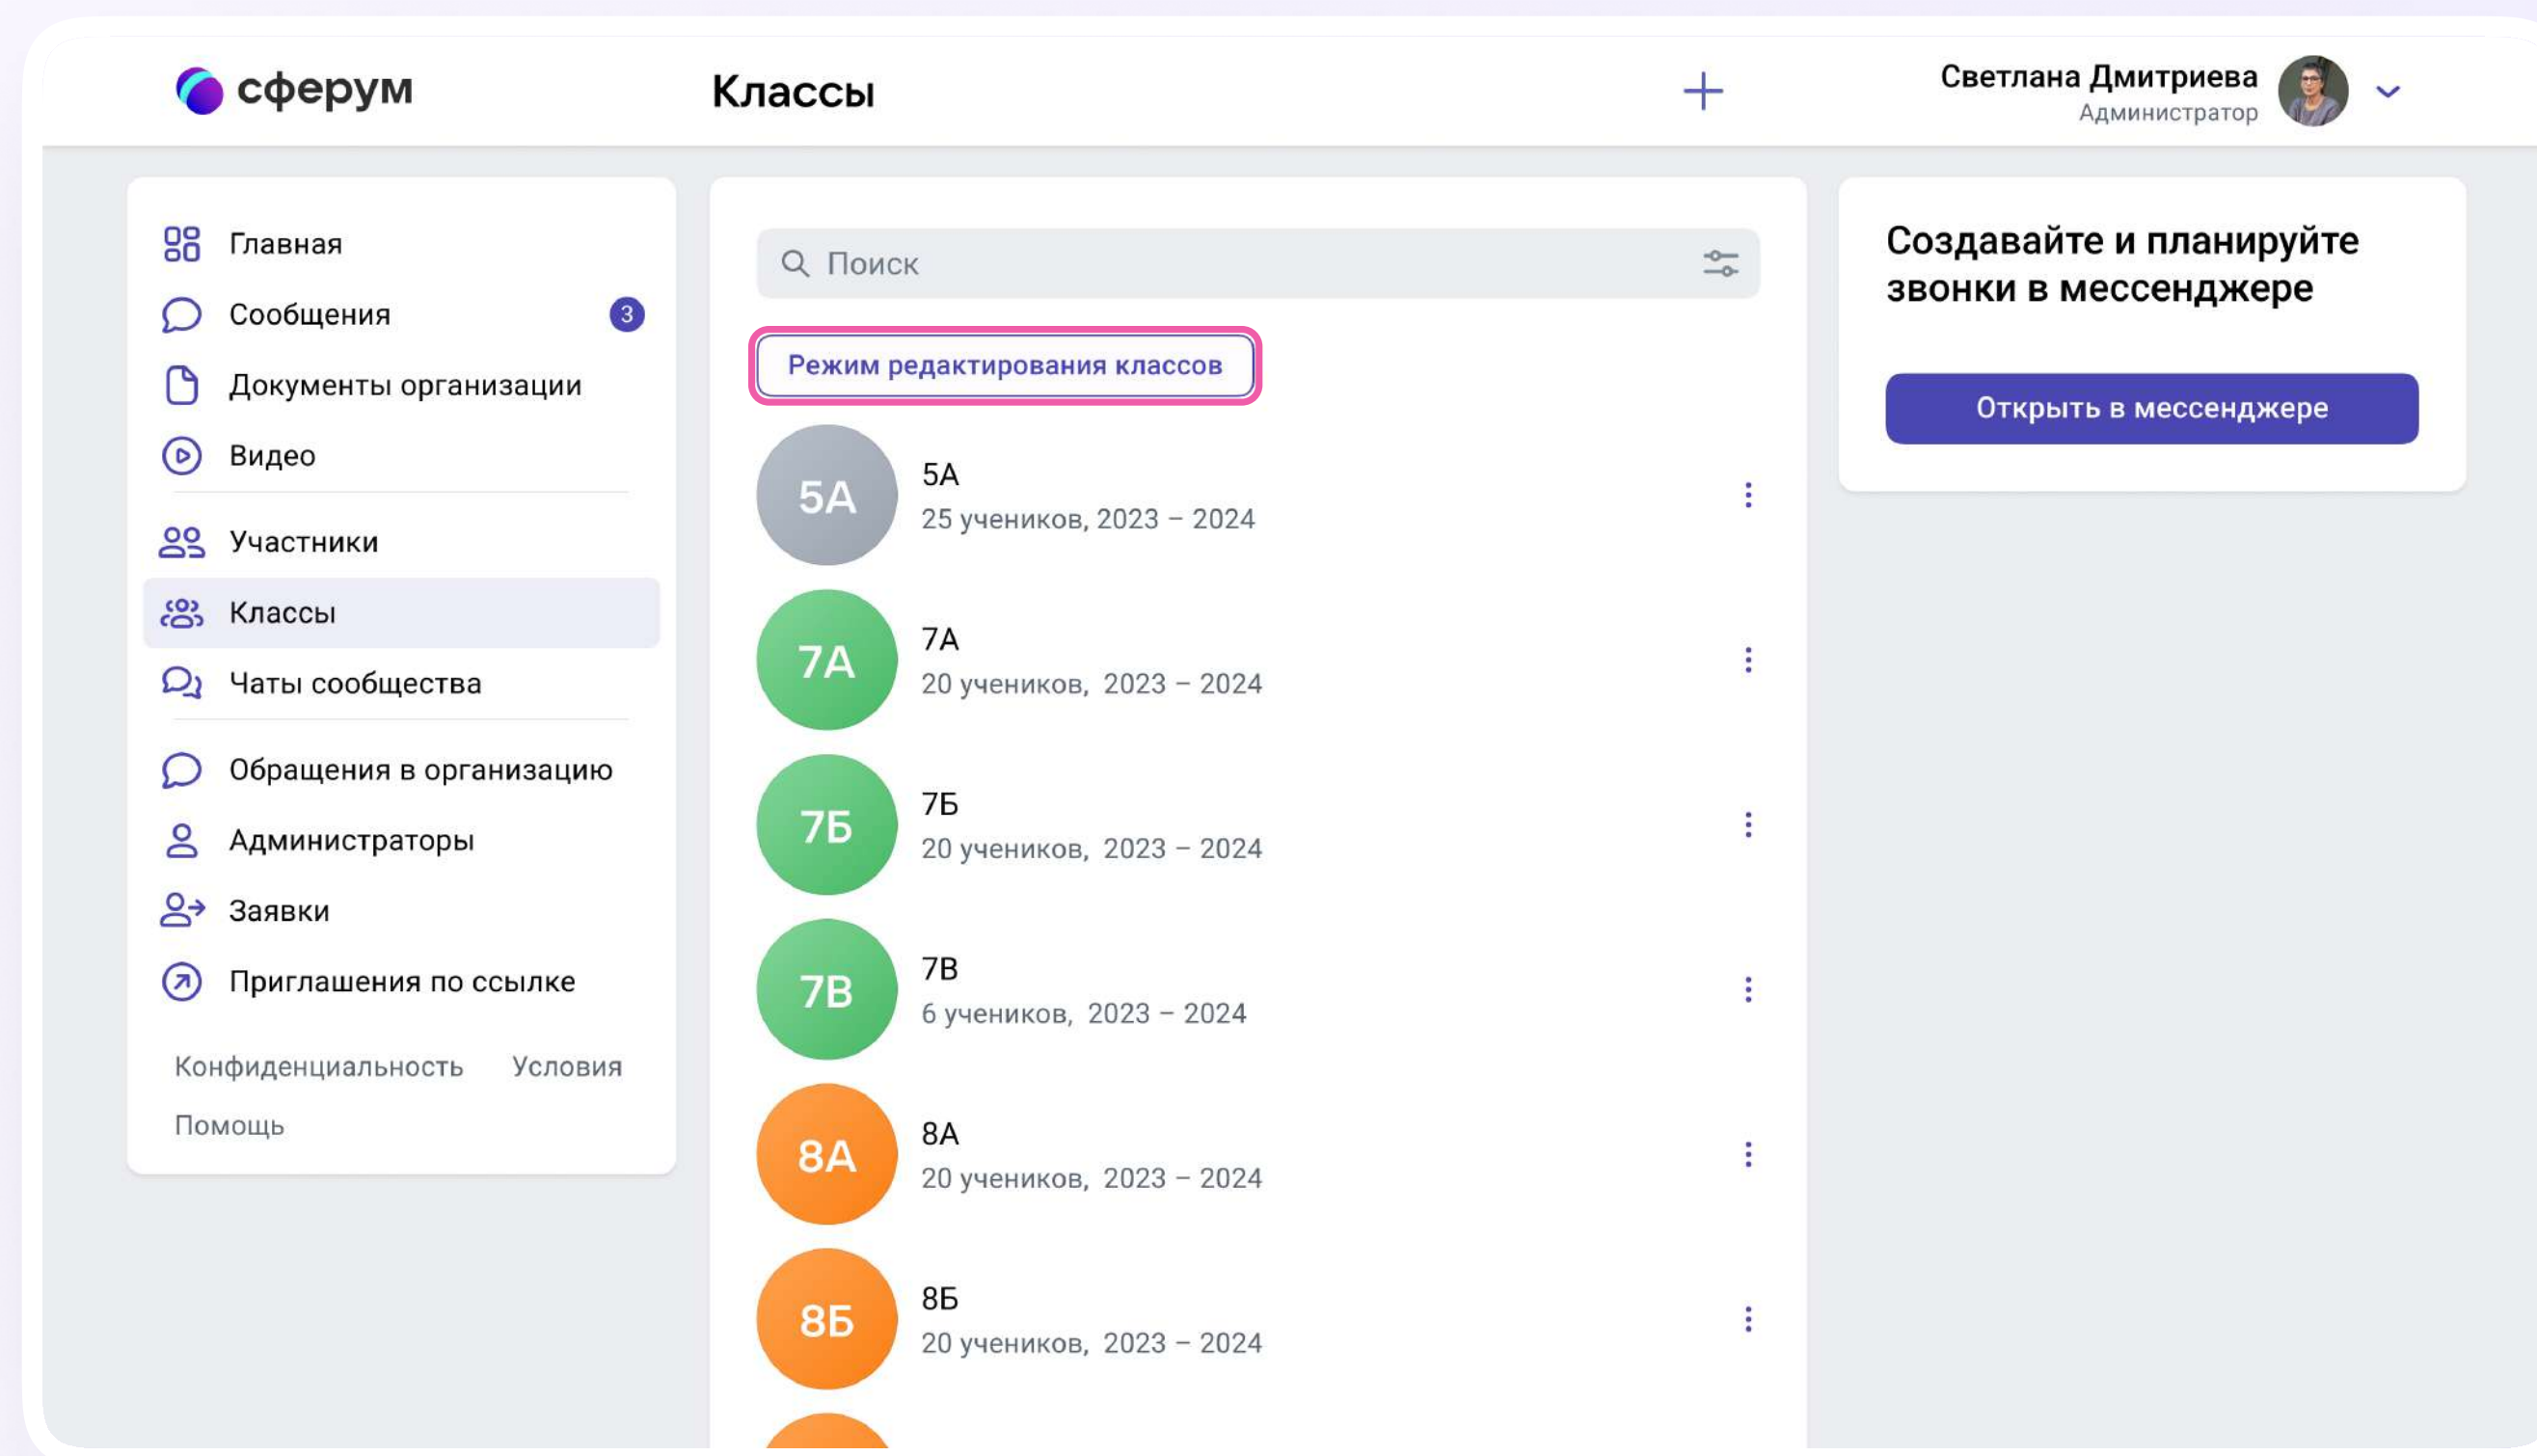 сферум
Классы
Светлана Дмитриева
Администратор
Главная
Сообщения
3
Документы организации
Видео
Участники
Классы
Чаты сообщества
Обращения в организацию
Администраторы
Заявки
Приглашения по ссылке
Конфиденциальность Условия
Помощь
Поиск
Режим редактирования классов
5А
5А
25 учеников, 2023 – 2024
7А
7А
20 учеников, 2023 – 2024
7Б
7Б
20 учеников, 2023 – 2024
7В
7В
6 учеников, 2023 – 2024
8А
8А
20 учеников, 2023 – 2024
8Б
8Б
20 учеников, 2023 – 2024
Создавайте и планируйте
звонки в мессенджере
Открыть в мессенджере